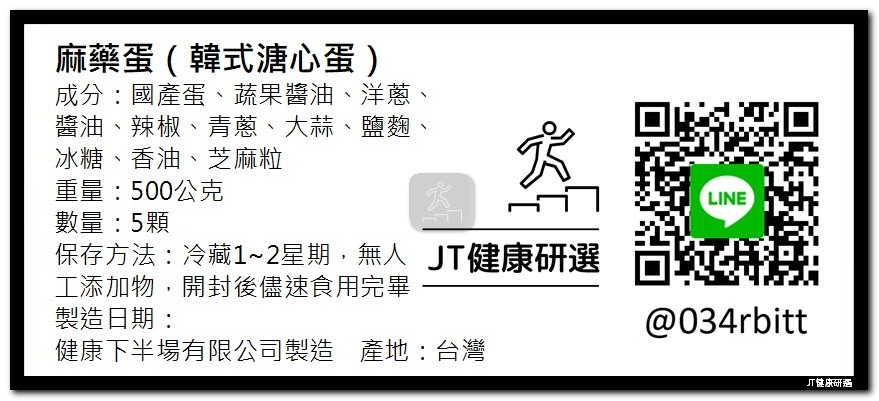 麻藥蛋（韓式溏心蛋）
成分：國產蛋、蔬果醬油、洋蔥、
醬油、辣椒、青蔥、大蒜、鹽麴、
冰糖、香油、芝麻粒
重量：500公克
數量：5顆
保存方法：冷藏1~2星期，無人
工添加物，開封後儘速食用完畢
製造日期：
健康下半場有限公司製造　產地：台灣
JT健康研選
LINE
@034rbitt
JT健康研選